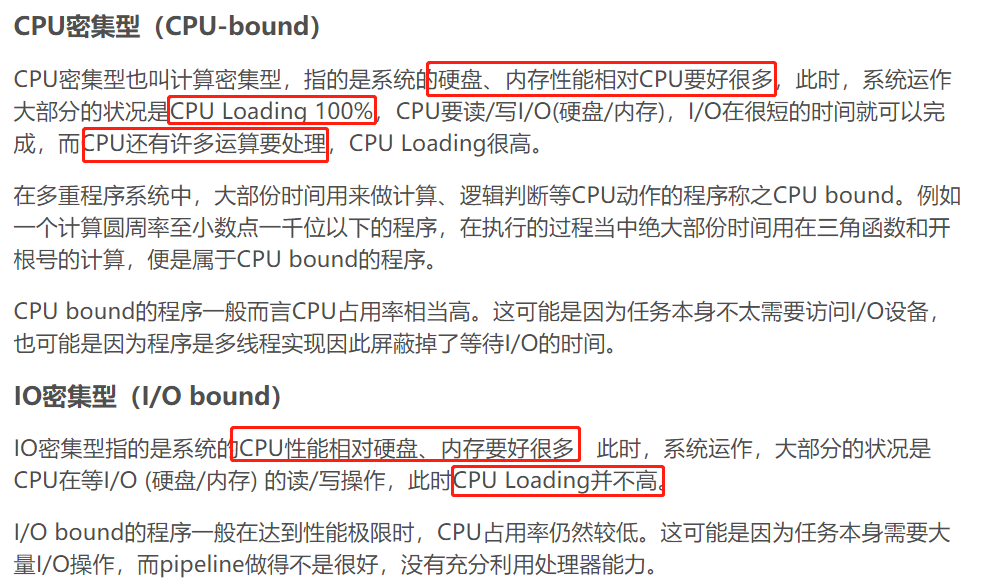 CPU密集型（CPU-bound）
CPU密集型也叫计算密集型，指的是系统的硬盘、内存性能相对CPU要好很多，此时，系统运作
大部分的状况是CPU Loading 100%，CPU要读/写I/O(硬盘/内存)，I/O在很短的时间就可以完
成，而CPU还有许多运算要处理，CPU Loading很高。
在多重程序系统中，大部份时间用来做计算、逻辑判断等CPU动作的程序称之CPU bound。例如
一个计算圆周率至小数点一千位以下的程序，在执行的过程当中绝大部份时间用在三角函数和开
根号的计算，便是属于CPU bound的程序。
CPU bound的程序一般而言CPU占用率相当高。这可能是因为任务本身不太需要访问I/O设备，
也可能是因为程序是多线程实现因此屏蔽掉了等待I/O的时间。
IO密集型（I/O bound）
IO密集型指的是系统的CPU性能相对硬盘、内存要好很多，此时，系统运作，大部分的状况是
CPU在等I/O (硬盘/内存) 的读/写操作，此时CPU Loading并不高。
I/O bound的程序一般在达到性能极限时，CPU占用率仍然较低。这可能是因为任务本身需要大
量I/O操作，而pipeline做得不是很好，没有充分利用处理器能力。